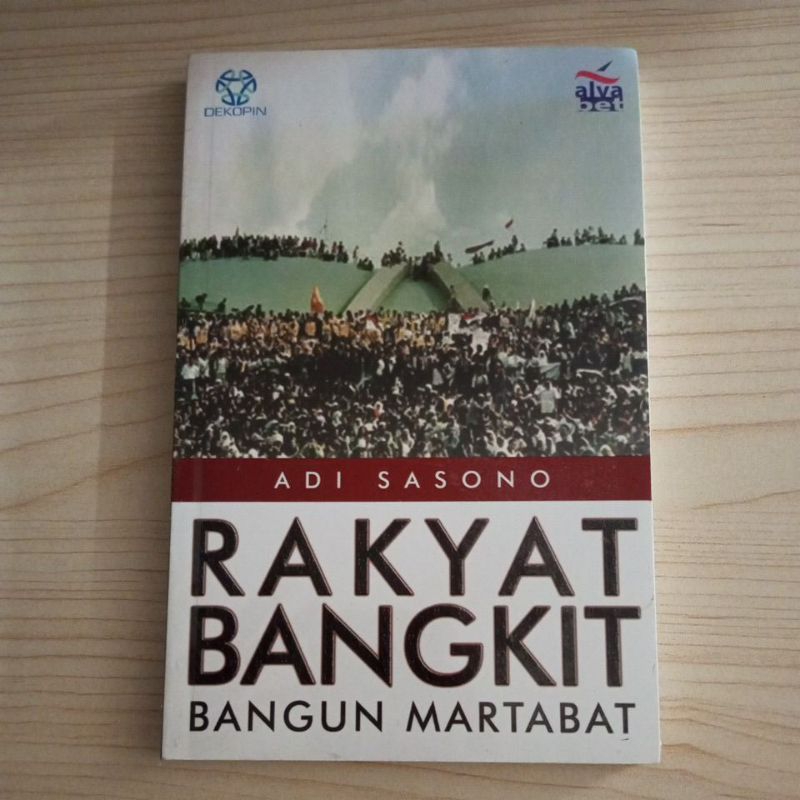 DEKOPIN
alva
bet
ADI SASONO
RAKYAT
BANGKIT
BANGUN MARTABAT